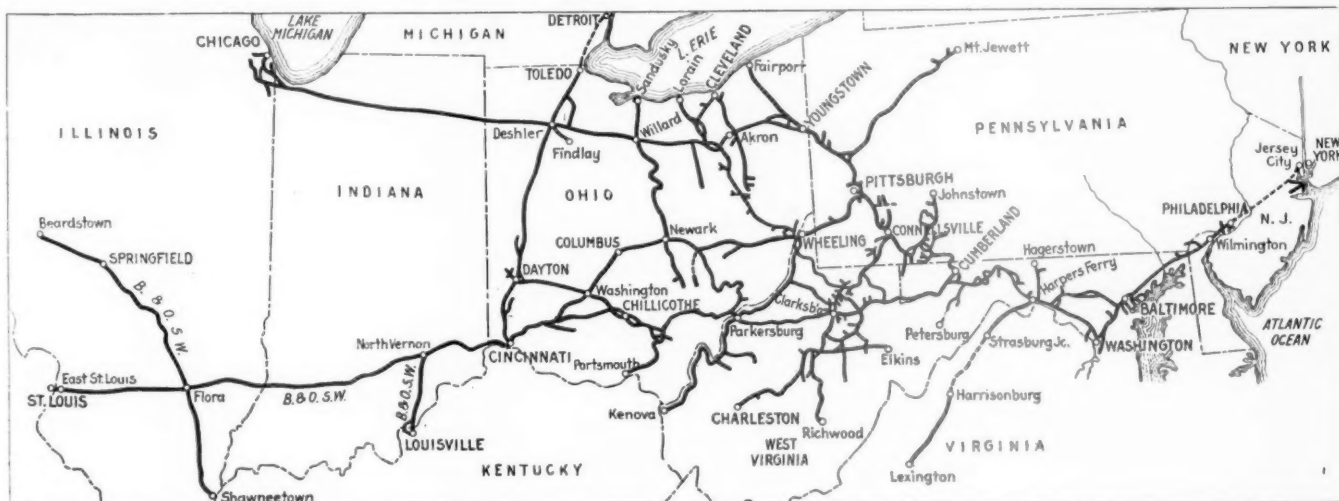 LAKE
MICHIGAN
CHICAGO
MICHIGAN
DETROIT
TOLEDO
L. ERIE
Sandusky
Lorain
CLEVELAND
Fairport
YOUNGSTOWN
Mt. Jewett
NEW YORK
ILLINOIS
Deshler
Findlay
Willard
Akron
PENNSYLVANIA
Jersey
City
NEW
YORK
INDIANA
OHIO
PITTSBURGH
Johnstown
Beardstown
SPRINGFIELD
B. & O. S. W.
COLUMBUS
Newark
WHEELING
CONNELLSVILLE
CUMBERLAND
Hagerstown
Harpers Ferry
PHILADELPHIA
N. J.
Wilmington
DAYTON
Washington
CHILLICOTHE
Clarksb'g
Parkersburg
Petersburg
Strasburg Jc.
BALTIMORE
WASHINGTON
ATLANTIC
OCEAN
North Vernon
CINCINNATI
Portsmouth
Elkins
East St. Louis
ST. LOUIS
Flora
B. & O. S. W.
B. & O. S. W.
LOUISVILLE
Kenova
CHARLESTON
Richwood
Harrisonburg
WEST
VIRGINIA
VIRGINIA
KENTUCKY
Lexington
Shawneetown